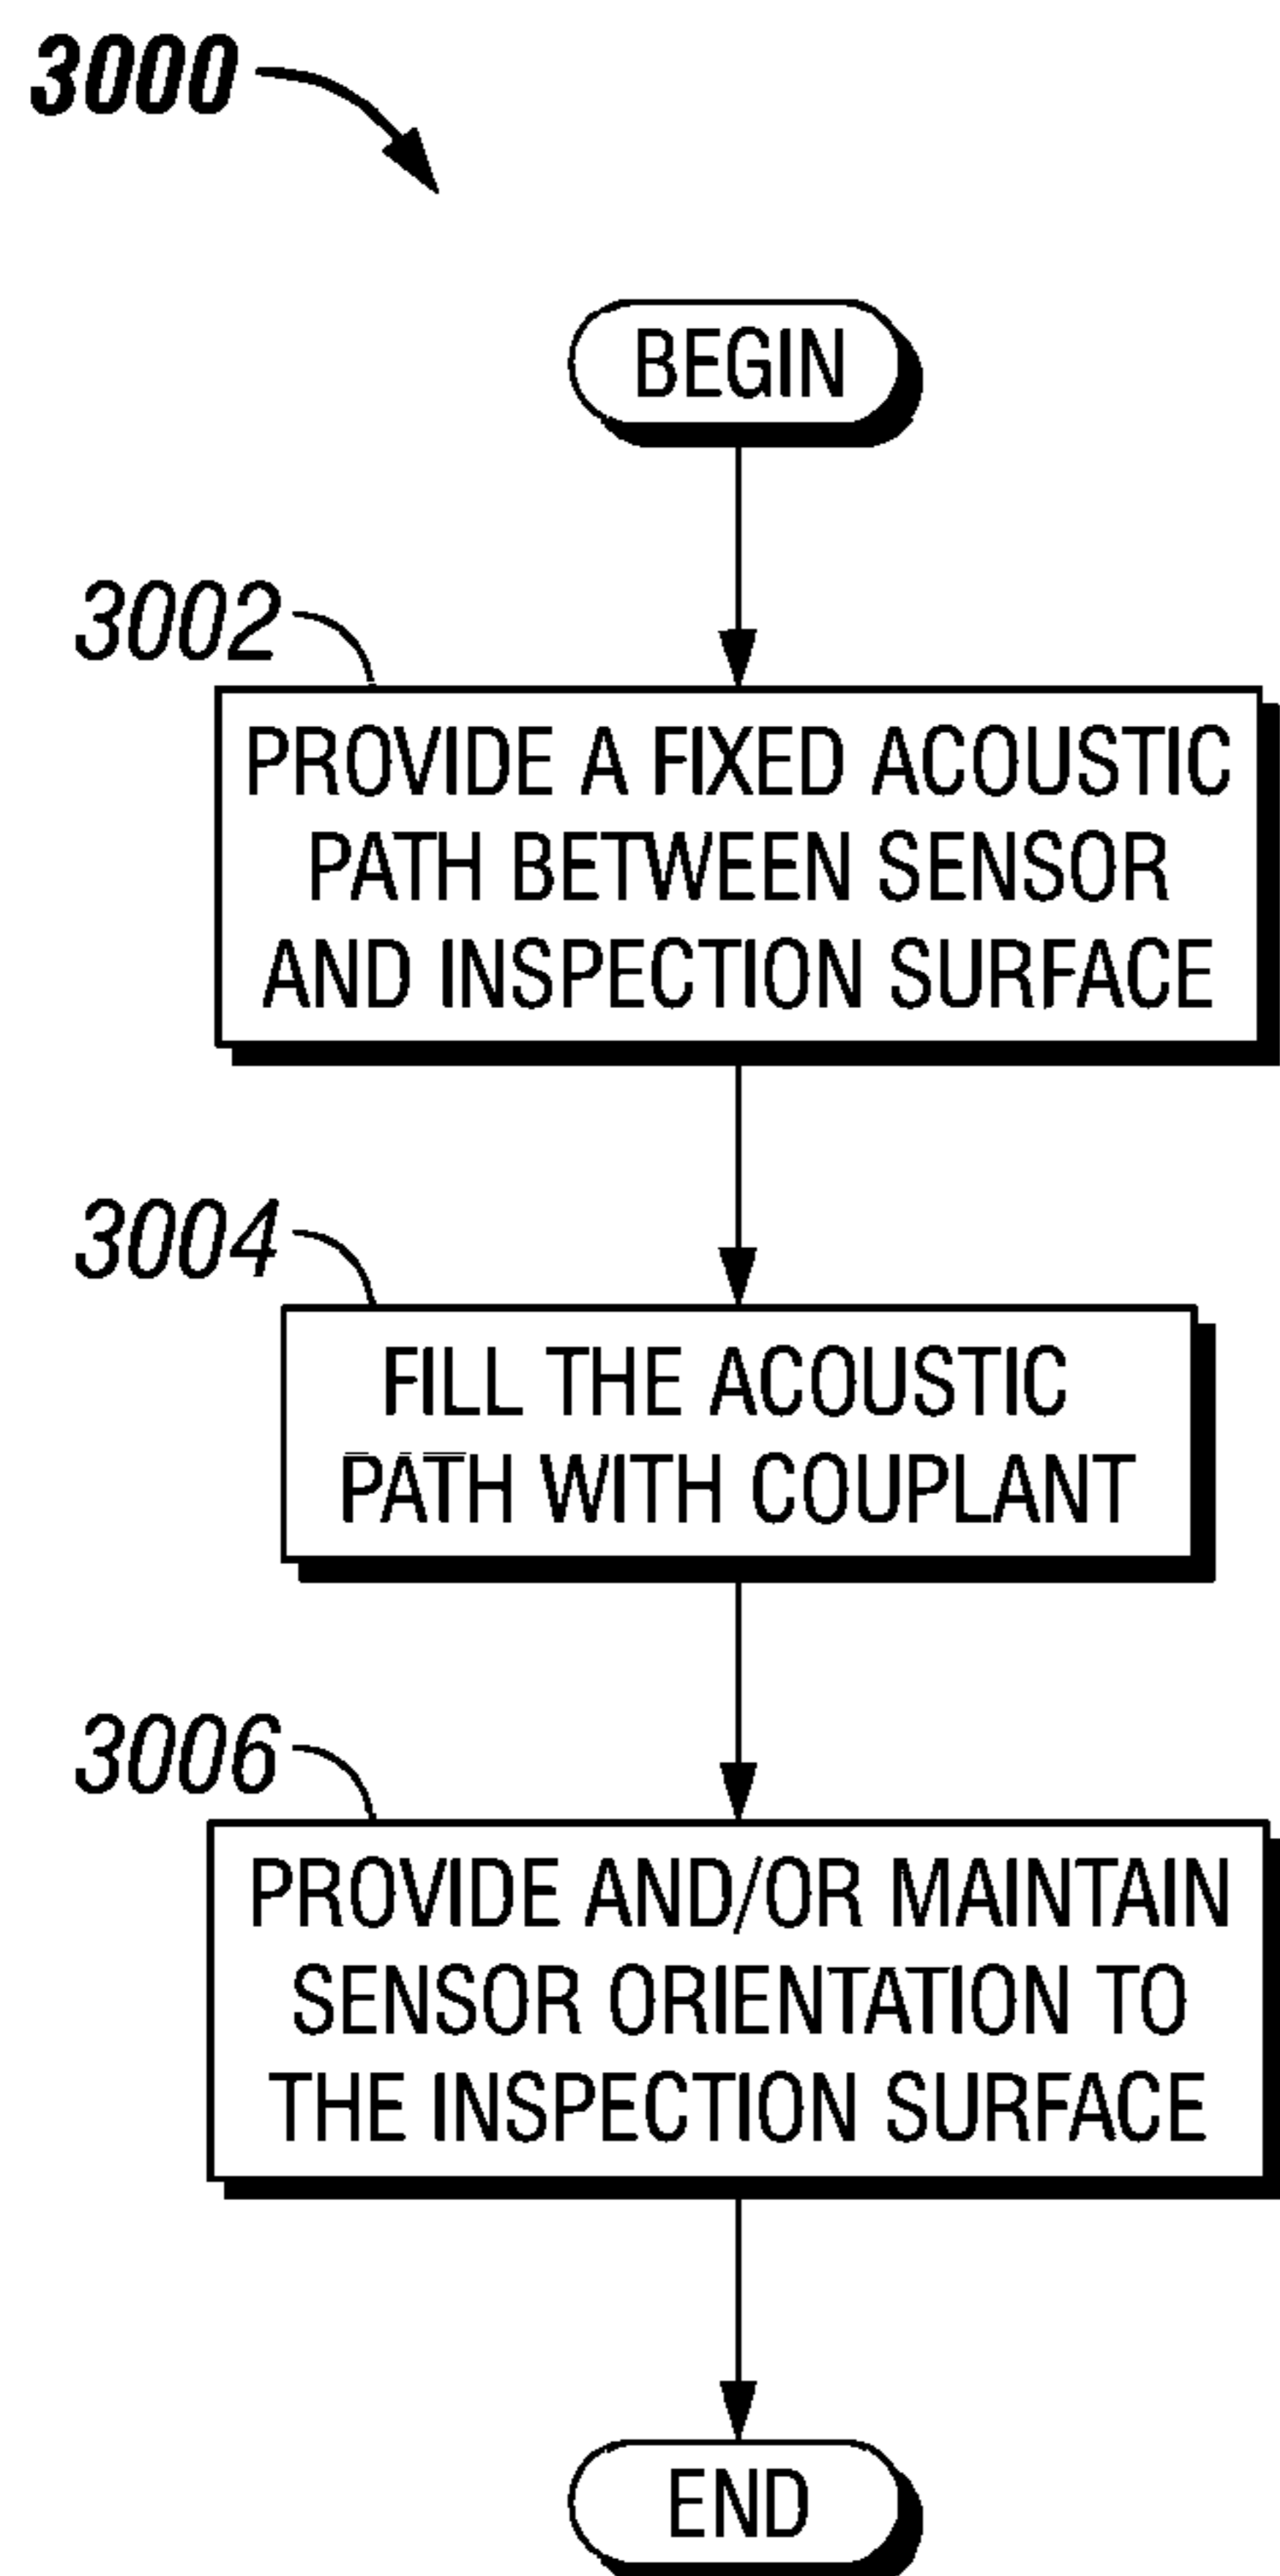 3000
BEGIN
3002
PROVIDE A FIXED ACOUSTIC
PATH BETWEEN SENSOR
AND INSPECTION SURFACE
3004
FILL THE ACOUSTIC
PATH WITH COUPLANT
3006
PROVIDE AND/OR MAINTAIN
SENSOR ORIENTATION TO
THE INSPECTION SURFACE
END